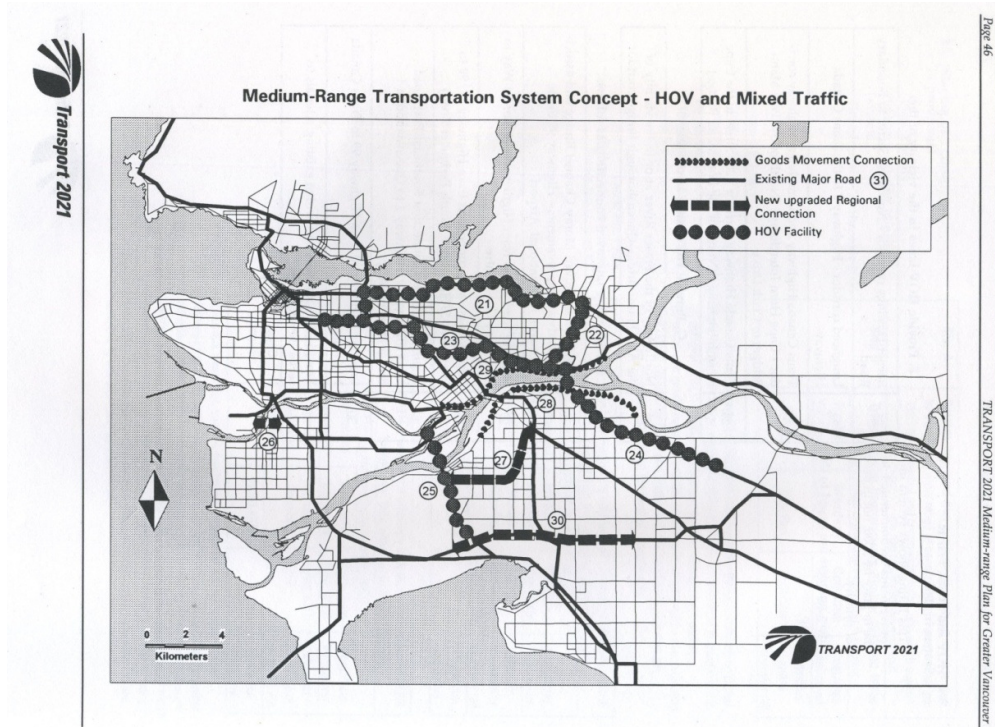 Page 46
Transport 2021
Medium-Range Transportation System Concept - HOV and Mixed Traffic
Goods Movement Connection
Existing Major Road 31
New upgraded Regional
Connection
HOV Facility
21
22
23
29
28
26
27
24
25
30
N
0 2 4
Kilometers
TRANSPORT 2021
TRANSPORT 2021 Medium-range Plan for Greater Vancouver